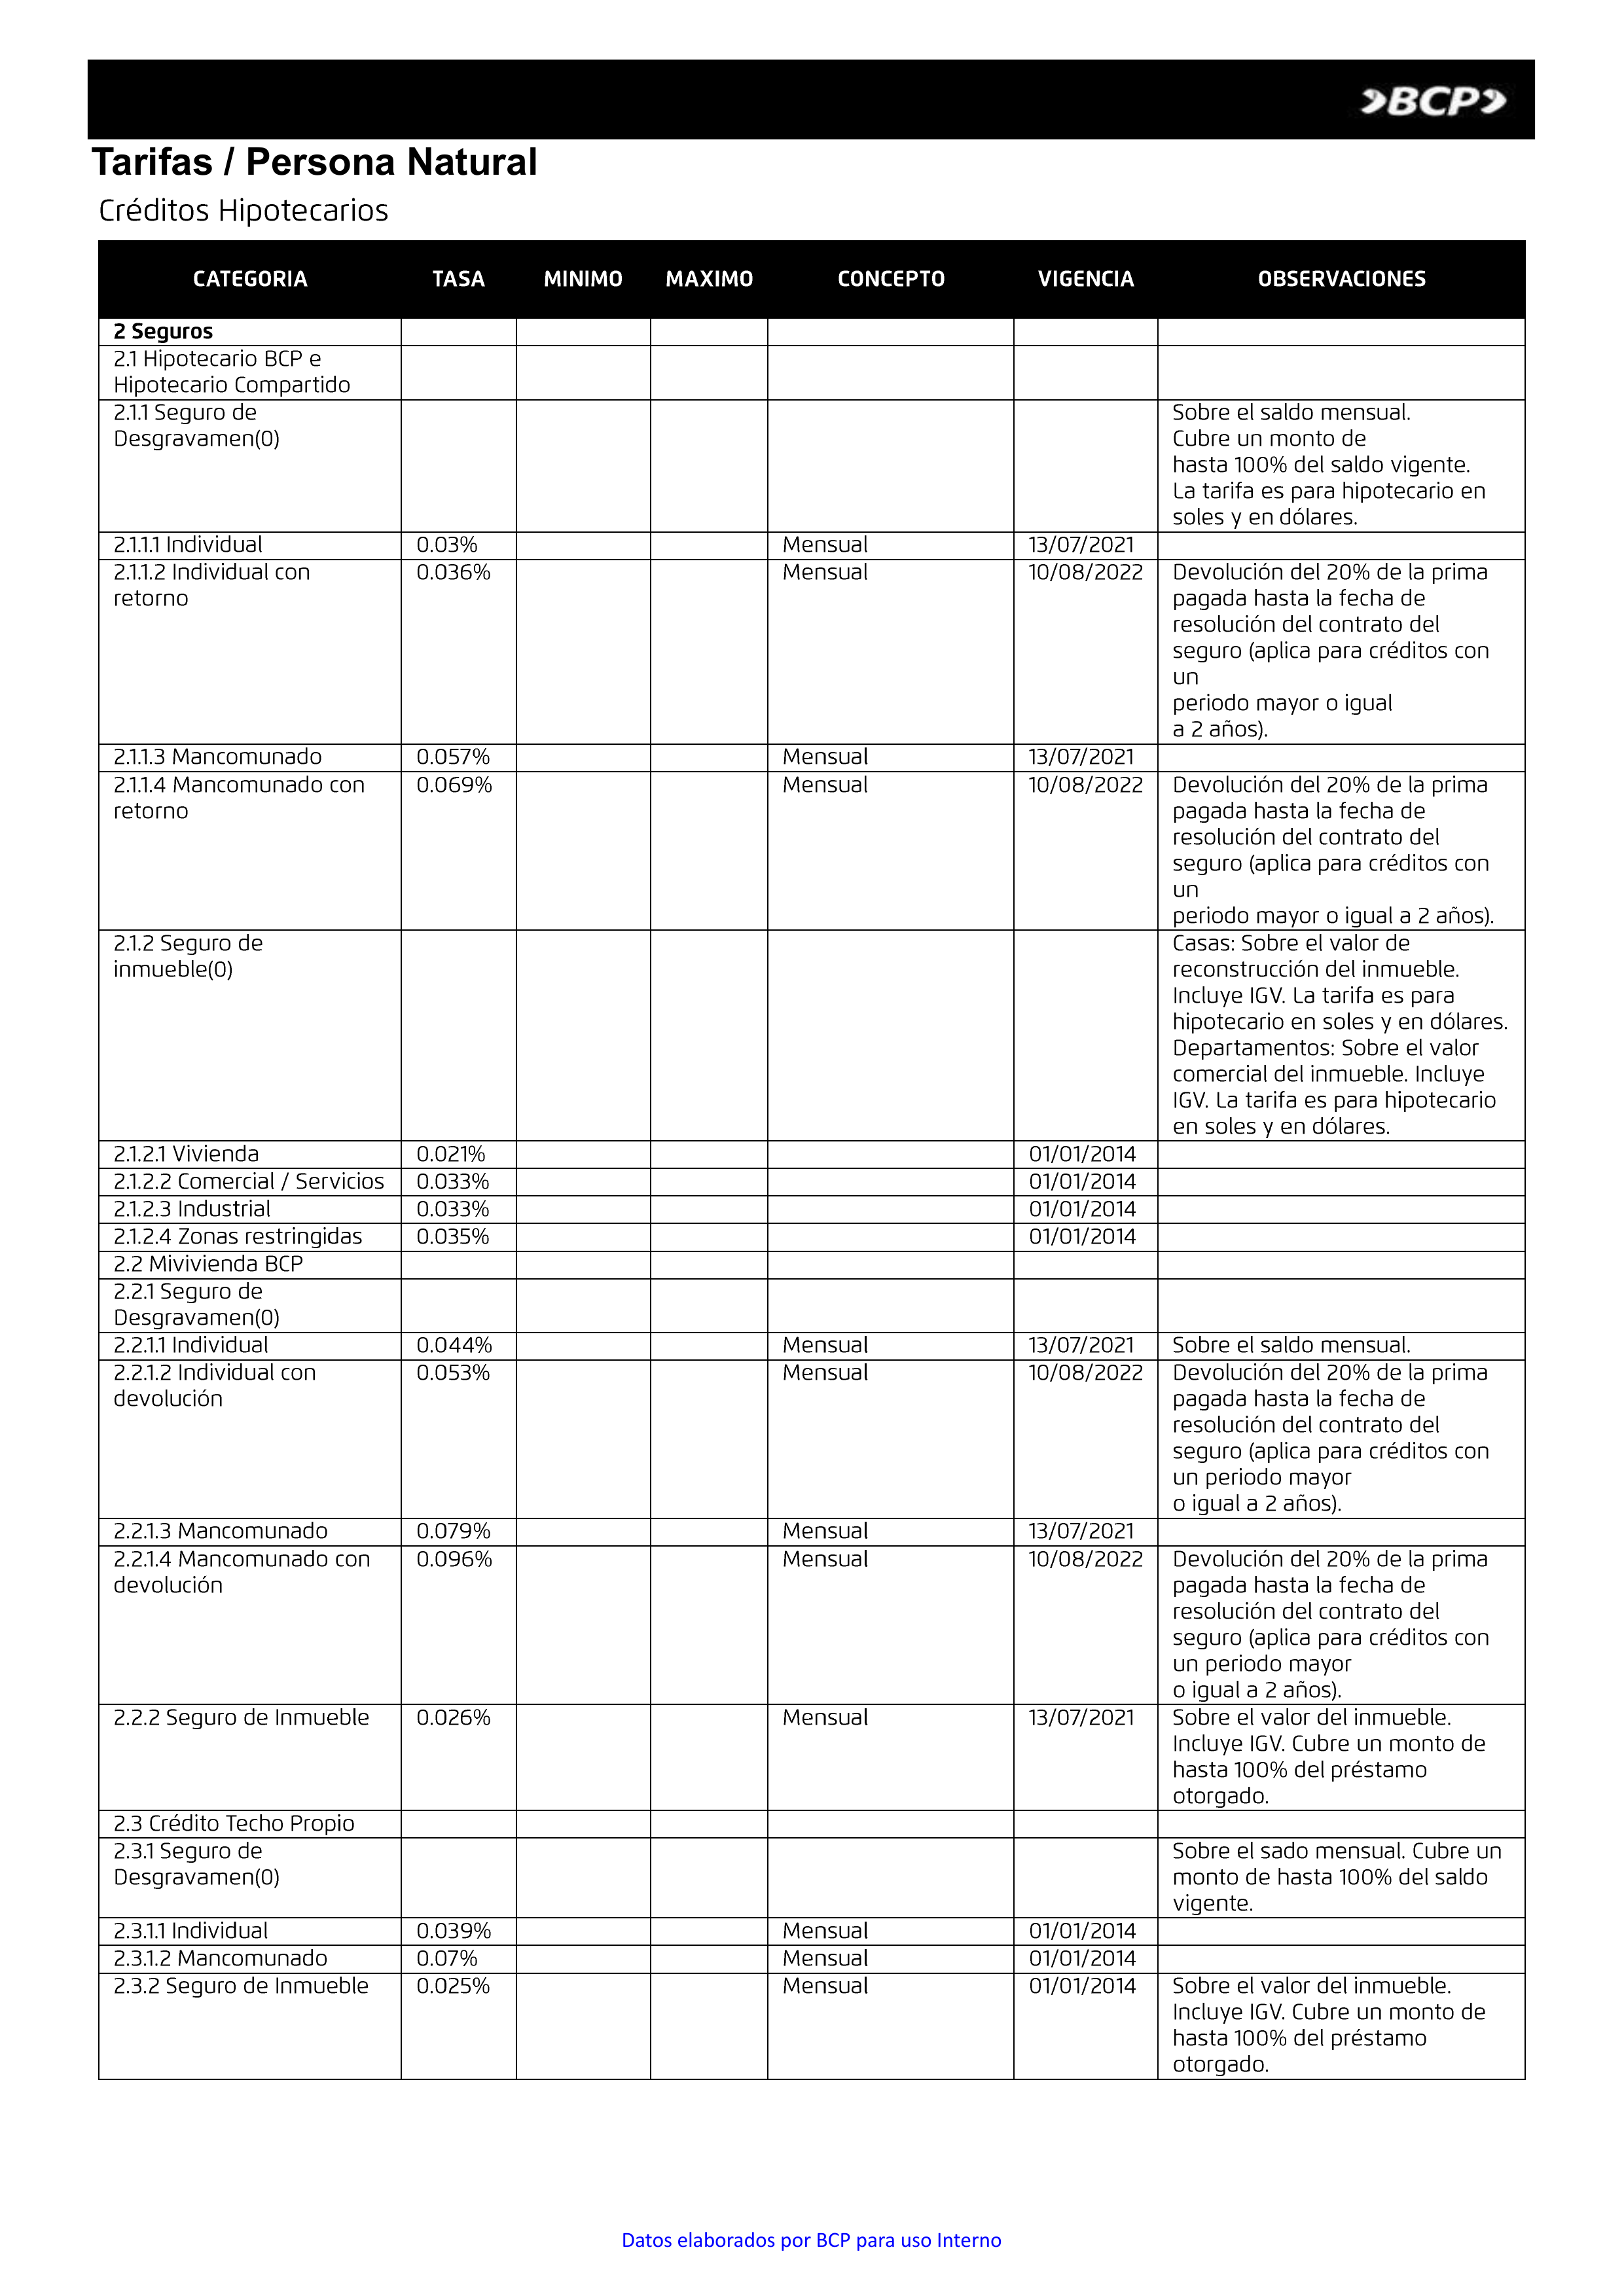 BCP
Tarifas / Persona Natural
Créditos Hipotecarios
CATEGORIA TASA MINIMO MAXIMO CONCEPTO VIGENCIA OBSERVACIONES
2 Seguros
2.1 Hipotecario BCP e
Hipotecario Compartido
2.1.1 Seguro de
Desgravamen(0)
Sobre el saldo mensual.
Cubre un monto de
hasta 100% del saldo vigente.
La tarifa es para hipotecario en
soles y en dólares.
2.1.1.1 Individual 0.03% Mensual 13/07/2021
2.1.1.2 Individual con
retorno
0.036% Mensual 10/08/2022
Devolución del 20% de la prima
pagada hasta la fecha de
resolución del contrato del
seguro (aplica para créditos con
un
periodo mayor o igual
a 2 años).
2.1.1.3 Mancomunado 0.057% Mensual 13/07/2021
2.1.1.4 Mancomunado con
retorno
0.069% Mensual 10/08/2022
Devolución del 20% de la prima
pagada hasta la fecha de
resolución del contrato del
seguro (aplica para créditos con
un
periodo mayor o igual a 2 años).
2.1.2 Seguro de
inmueble(0)
Casas: Sobre el valor de
reconstrucción del inmueble.
Incluye IGV. La tarifa es para
hipotecario en soles y en dólares.
Departamentos: Sobre el valor
comercial del inmueble. Incluye
IGV. La tarifa es para hipotecario
en soles y en dólares.
2.1.2.1 Vivienda 0.021% 01/01/2014
2.1.2.2 Comercial / Servicios 0.033% 01/01/2014
2.1.2.3 Industrial 0.033% 01/01/2014
2.1.2.4 Zonas restringidas 0.035% 01/01/2014
2.2 Mivivienda BCP
2.2.1 Seguro de
Desgravamen(0)
2.2.1.1 Individual 0.044% Mensual 13/07/2021 Sobre el saldo mensual.
2.2.1.2 Individual con
devolución
0.053% Mensual 10/08/2022
Devolución del 20% de la prima
pagada hasta la fecha de
resolución del contrato del
seguro (aplica para créditos con
un periodo mayor
o igual a 2 años).
2.2.1.3 Mancomunado 0.079% Mensual 13/07/2021
2.2.1.4 Mancomunado con
devolución
0.096% Mensual 10/08/2022
Devolución del 20% de la prima
pagada hasta la fecha de
resolución del contrato del
seguro (aplica para créditos con
un periodo mayor
o igual a 2 años).
2.2.2 Seguro de Inmueble 0.026% Mensual 13/07/2021
Sobre el valor del inmueble.
Incluye IGV. Cubre un monto de
hasta 100% del préstamo
otorgado.
2.3 Crédito Techo Propio
2.3.1 Seguro de
Desgravamen(0)
Sobre el sado mensual. Cubre un
monto de hasta 100% del saldo
vigente.
2.3.1.1 Individual 0.039% Mensual 01/01/2014
2.3.1.2 Mancomunado 0.07% Mensual 01/01/2014
2.3.2 Seguro de Inmueble 0.025% Mensual 01/01/2014
Sobre el valor del inmueble.
Incluye IGV. Cubre un monto de
hasta 100% del préstamo
otorgado.
Datos elaborados por BCP para uso Interno